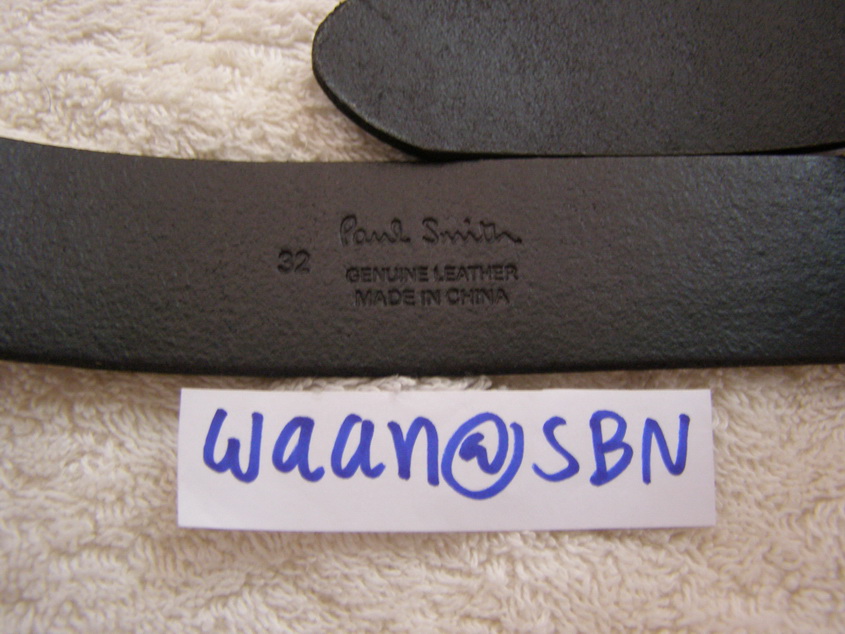 32
Paul Smith
GENUINE LEATHER
MADE IN CHINA
waan@SBN